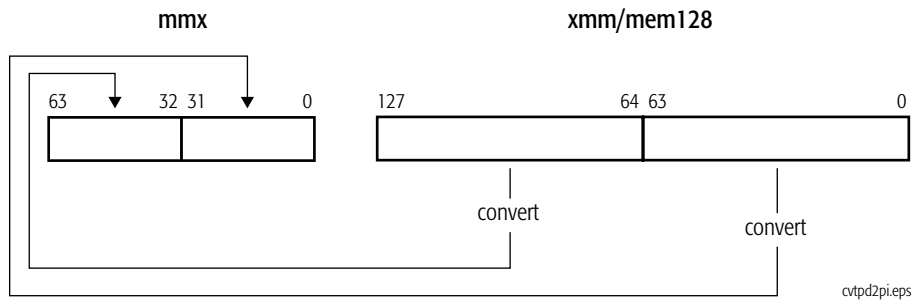 mmx xmm/mem128
63 32 31 0 127 64 63 0
convert
convert
cvtpd2pi.eps